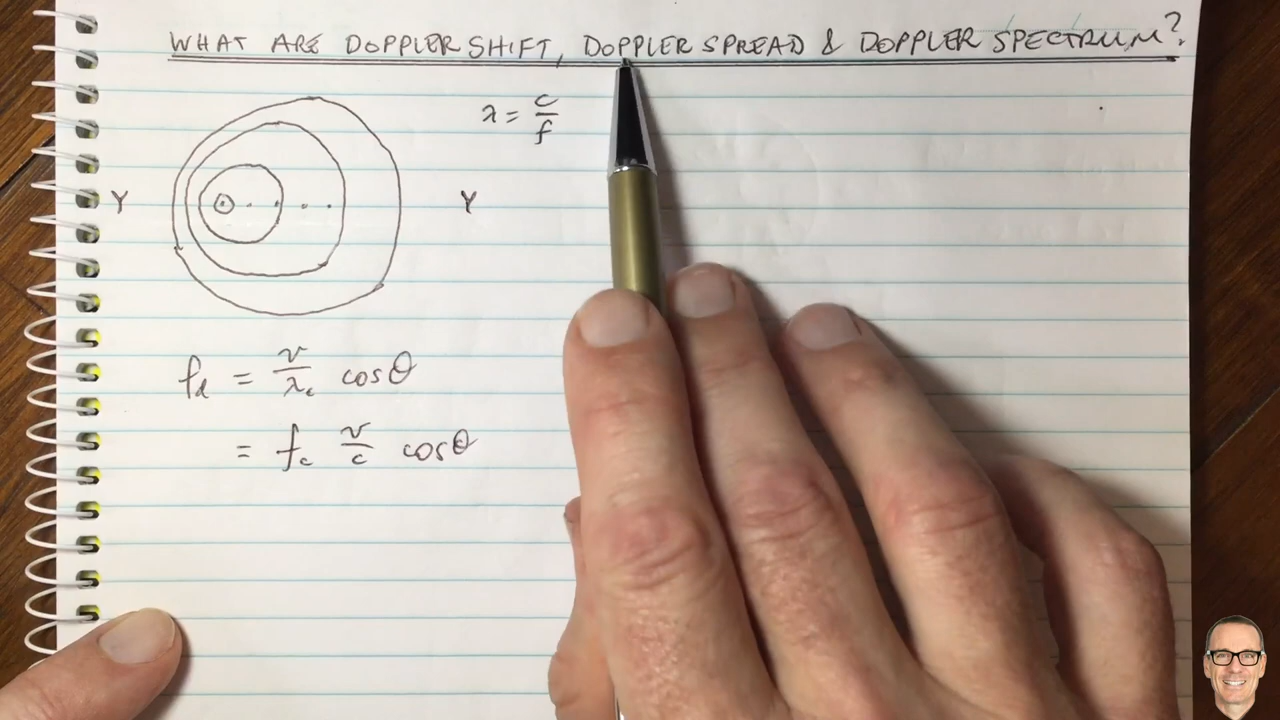 WHAT ARE DOPPLER SHIFT, DOPPLER SPREAD & DOPPLER SPECTRUM?
λ = c/f
Y Y
f_d = v/λ_c cosθ
= f_c v/c cosθ